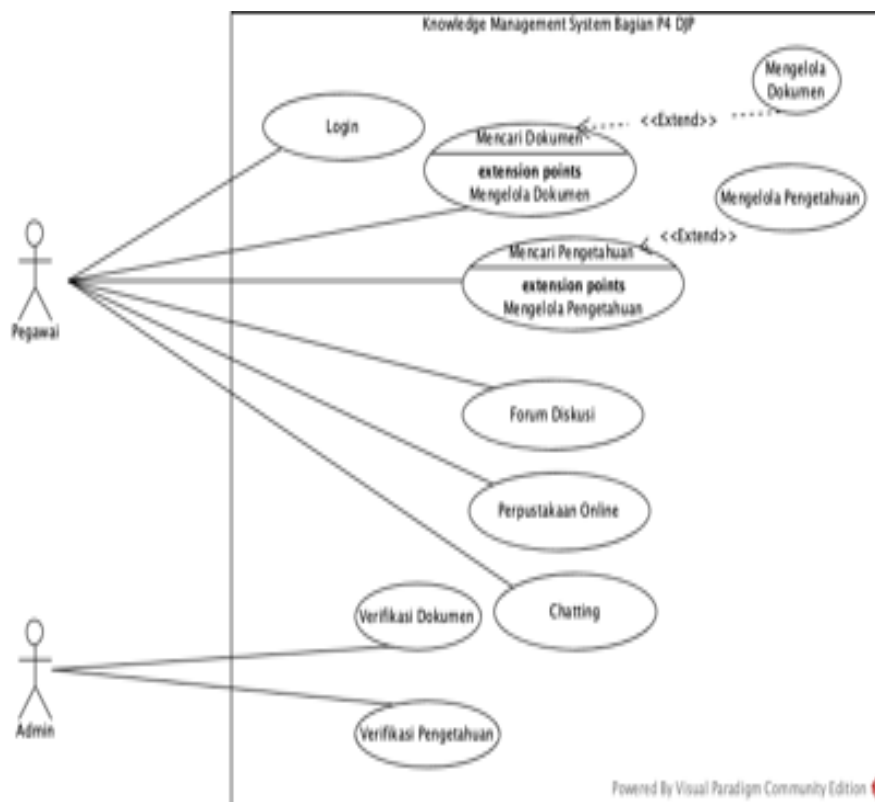 Knowledge Management System Bagian P4 DJP
Mengelola
Dokumen
<<Extend>>
Login
Mencari Dokumen
extension points
Mengelola Dokumen
Mengelola Pengetahuan
<<Extend>>
Mencari Pengetahuan
extension points
Mengelola Pengetahuan
Pegawai
Forum Diskusi
Perpustakaan Online
Chatting
Verifikasi Dokumen
Admin
Verifikasi Pengetahuan
Powered By Visual Paradigm Community Edition